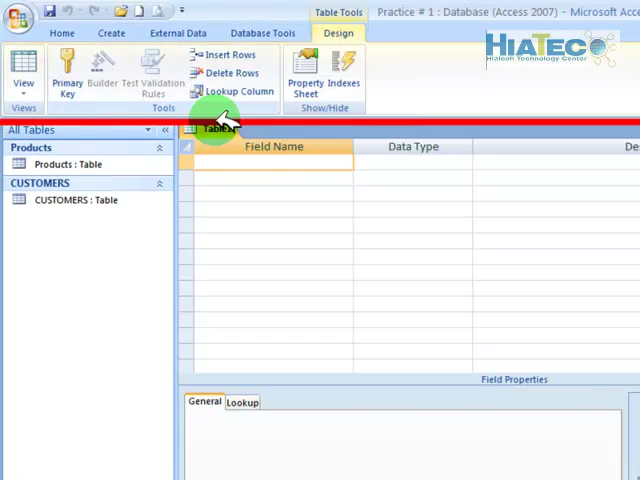 Table Tools
Practice # 1 : Database (Access 2007) - Microsoft Acce
Home
Create
External Data
Database Tools
Design
HIATECO
Hialeah Technology Center
View
Primary Key
Builder
Test Validation Rules
Insert Rows
Delete Rows
Lookup Column
Property Sheet
Indexes
Views
Tools
Show/Hide
All Tables
Products
Products : Table
CUSTOMERS
CUSTOMERS : Table
Field Name
Data Type
Des
Field Properties
General
Lookup